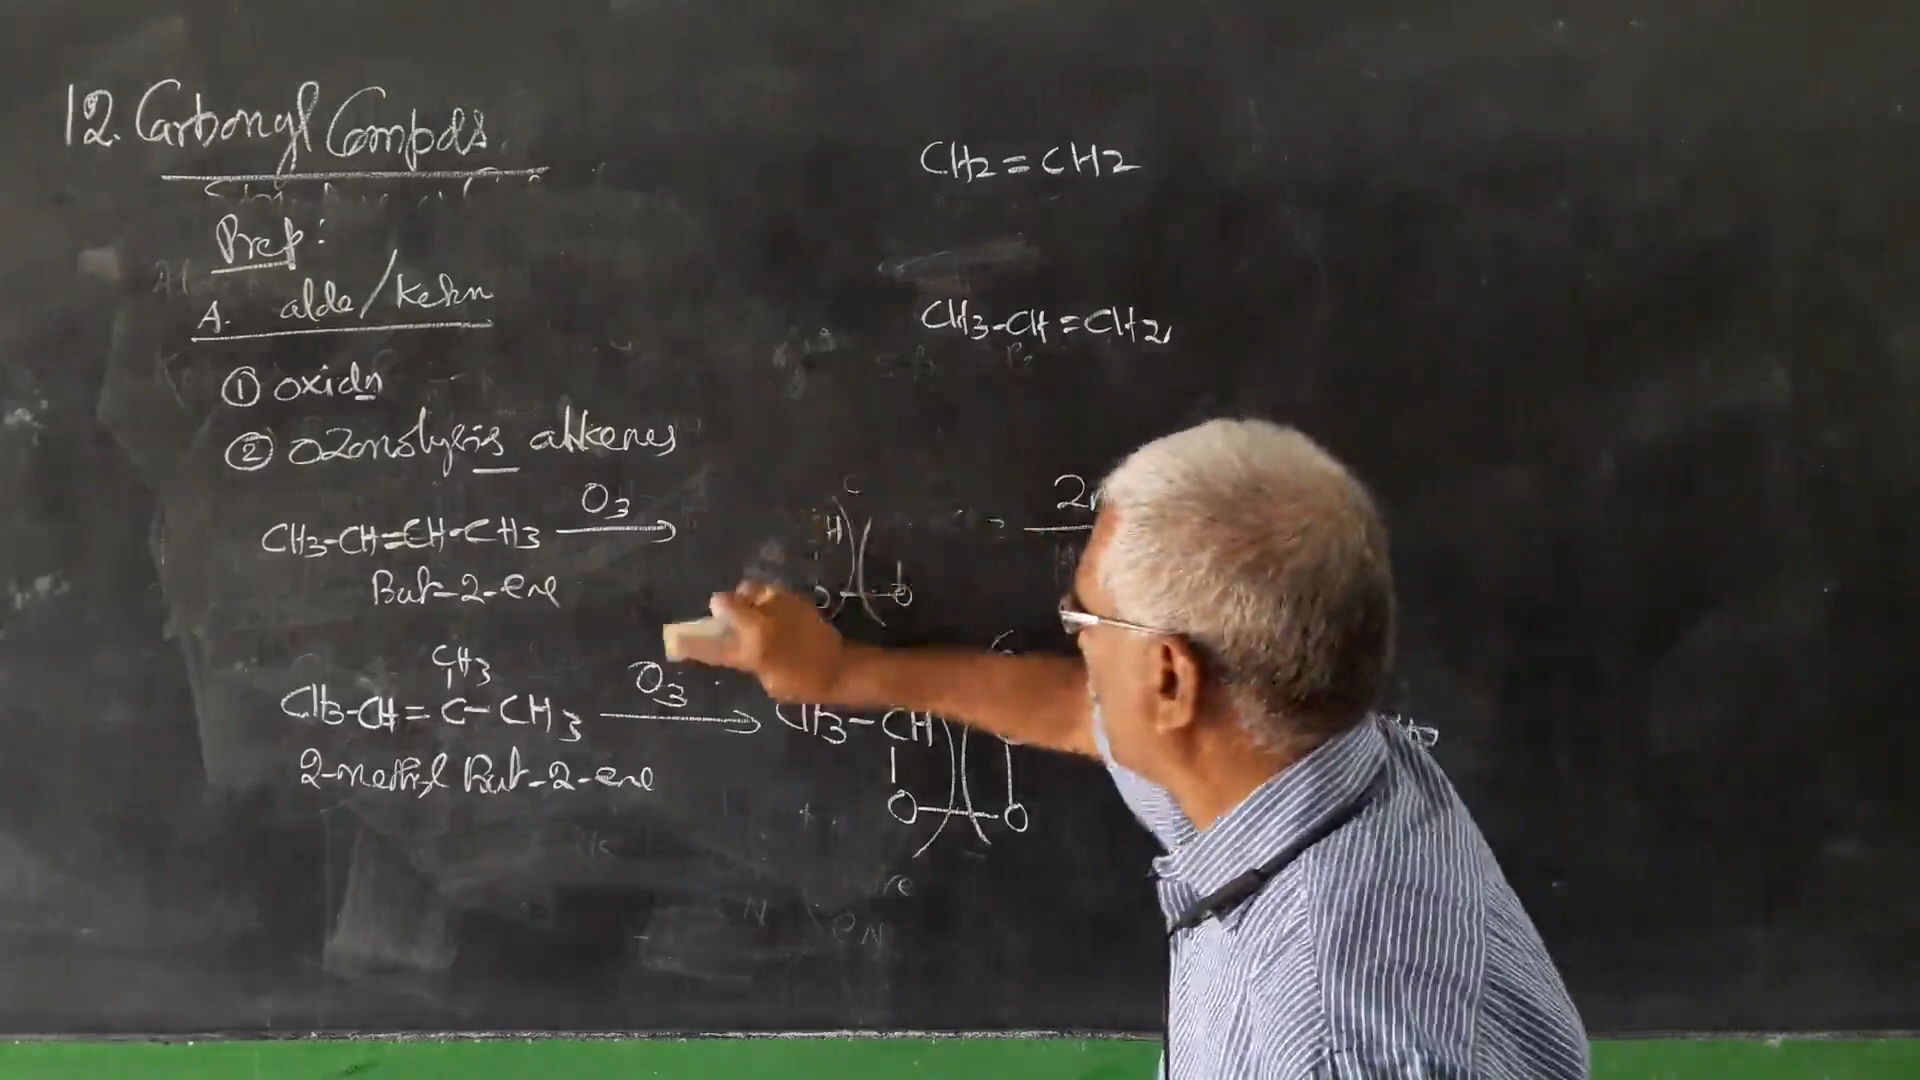 12. Carbonyl Compds
Prep:
A. alde/Ketn
① oxidn
② Ozonolysis alkenes
CH3-CH=CH-CH3 O3
But-2-ene
CH3
CH3-CH=C-CH3 O3 CH3-CH
O O
2-methyl But-2-ene
CH2=CH2
CH3-CH=CH2